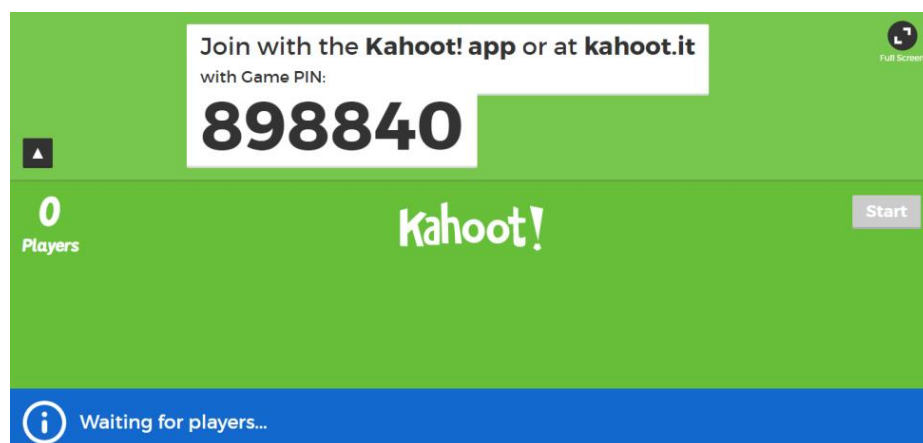 Join with the Kahoot! app or at kahoot.it
with Game PIN:
898840
Full Screen
0
Players
Kahoot!
Start
Waiting for players...